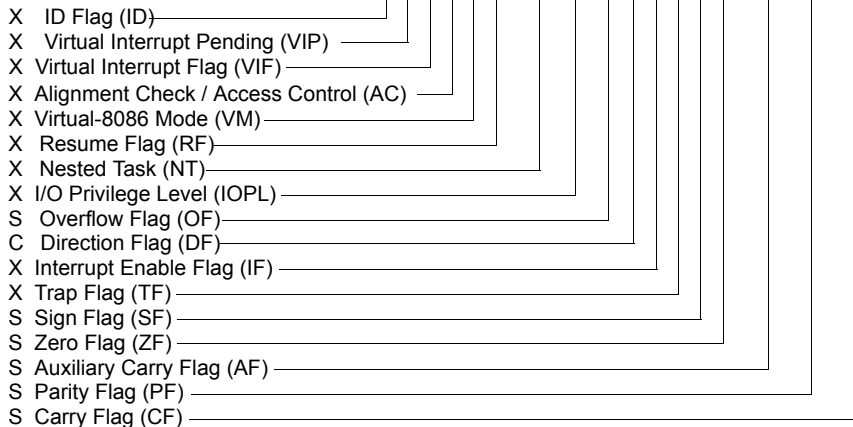 X ID Flag (ID)
X Virtual Interrupt Pending (VIP)
X Virtual Interrupt Flag (VIF)
X Alignment Check / Access Control (AC)
X Virtual-8086 Mode (VM)
X Resume Flag (RF)
X Nested Task (NT)
X I/O Privilege Level (IOPL)
S Overflow Flag (OF)
C Direction Flag (DF)
X Interrupt Enable Flag (IF)
X Trap Flag (TF)
S Sign Flag (SF)
S Zero Flag (ZF)
S Auxiliary Carry Flag (AF)
S Parity Flag (PF)
S Carry Flag (CF)